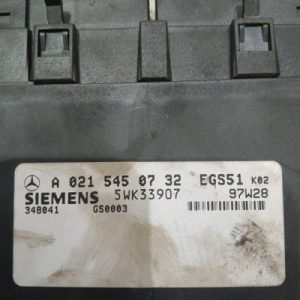 A 021 545 07 32 EGS51 K02
SIEMENS 5WK33907 97W28
348041 GS0003